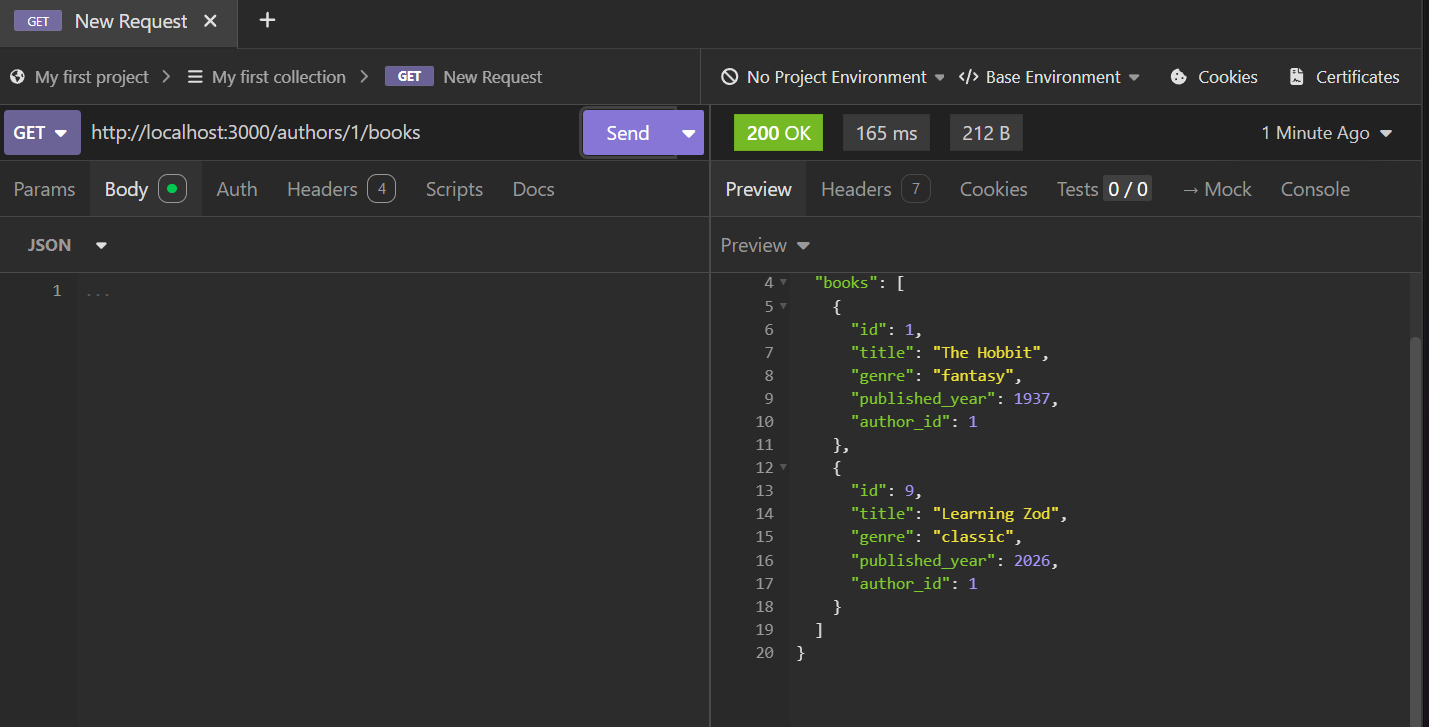 GET New Request
My first project My first collection GET New Request
No Project Environment Base Environment Cookies Certificates
GET http://localhost:3000/authors/1/books Send
200 OK 165 ms 212 B 1 Minute Ago
Params Body Auth Headers 4 Scripts Docs
Preview Headers 7 Cookies Tests 0 / 0 → Mock Console
JSON
Preview
1 ...
4 "books": [
5 {
6 "id": 1,
7 "title": "The Hobbit",
8 "genre": "fantasy",
9 "published_year": 1937,
10 "author_id": 1
11 },
12 {
13 "id": 9,
14 "title": "Learning Zod",
15 "genre": "classic",
16 "published_year": 2026,
17 "author_id": 1
18 }
19 ]
20 }